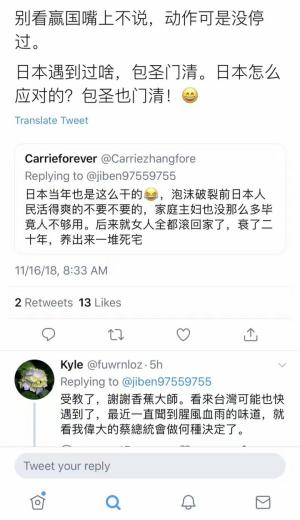 别看赢国嘴上不说，动作可是没停
过。
日本遇到过啥，包圣门清。日本怎么
应对的？包圣也门清！😄
Translate Tweet
Carrieforever @Carriezhangfore
Replying to @jiben97559755
日本当年也是这么干的😂，泡沫破裂前日本人
民活得爽的不要不要的，家庭主妇也没那么多毕
竟人不够用。后来就女人全都滚回家了，衰了二
十年，养出来一堆死宅
11/16/18, 8:33 AM
2 Retweets 13 Likes
Kyle @fuwrnloz · 5h
Replying to @jiben97559755
受教了，謝謝香蕉大師。看來台灣可能也快
遇到了，最近一直聞到腥風血雨的味道，就
看我偉大的蔡總統會做何種決定了。
Tweet your reply